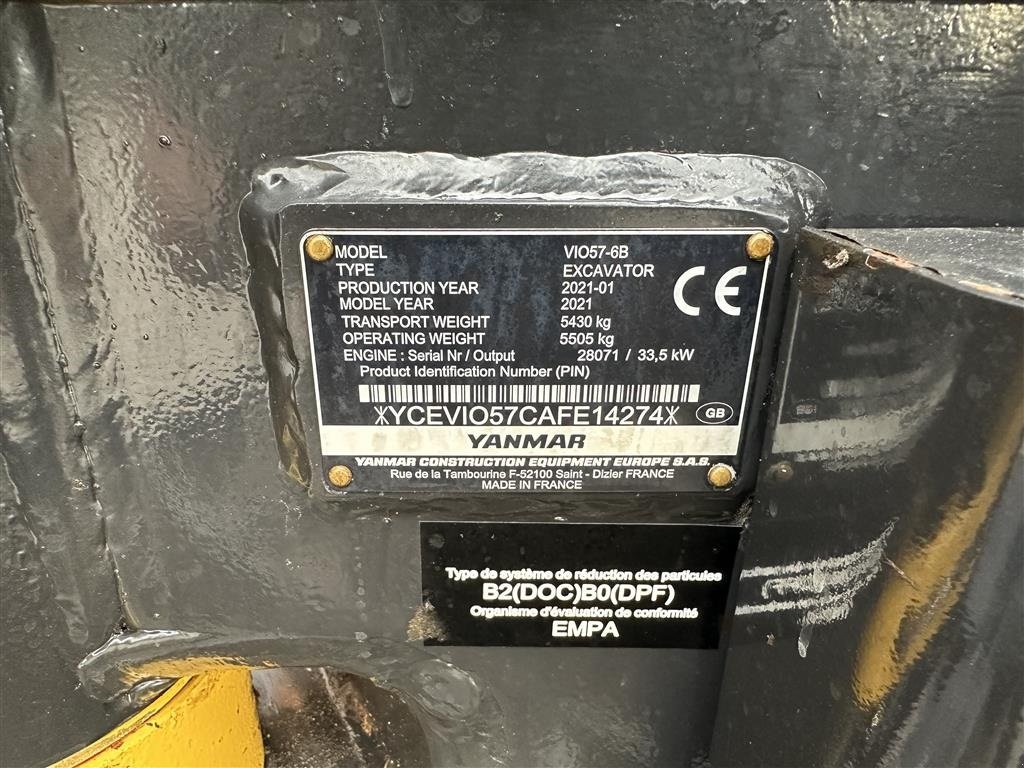 MODEL VIO57-6B
TYPE EXCAVATOR
PRODUCTION YEAR 2021-01
MODEL YEAR 2021
TRANSPORT WEIGHT 5430 kg
OPERATING WEIGHT 5505 kg
ENGINE : Serial Nr / Output 28071 / 33,5 kW
Product Identification Number (PIN)
CE
*YCEVIO57CAFE14274* GB
YANMAR
YANMAR CONSTRUCTION EQUIPMENT EUROPE S.A.S.
Rue de la Tambourine F-52100 Saint - Dizier FRANCE
MADE IN FRANCE
Type de système de réduction des particules
B2(DOC)B0(DPF)
Organisme d'évaluation de conformité
EMPA